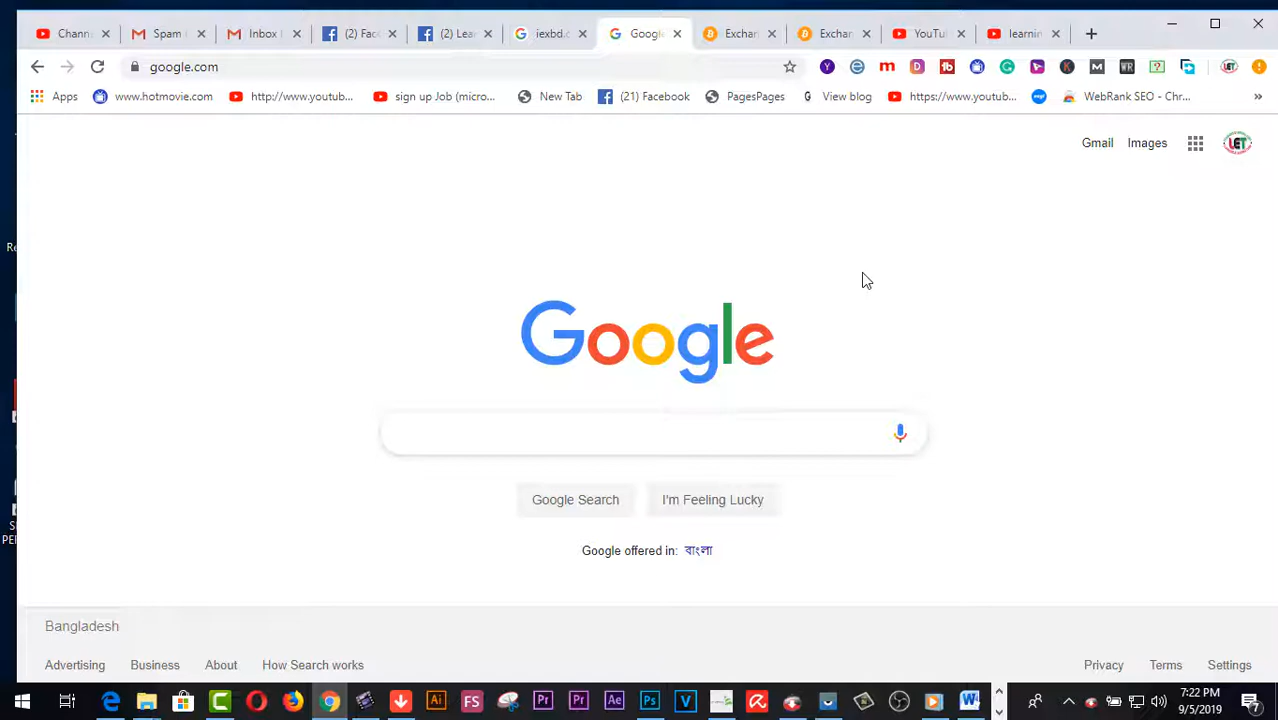 Chann
Spam
Inbox
(2) Fac
(2) Lea
iexbd.c
Google
Exchan
Exchan
YouTu
learnin
google.com
Apps
www.hotmovie.com
http://www.youtub...
sign up Job (micro...
New Tab
(21) Facebook
PagesPages
View blog
https://www.youtub...
WebRank SEO - Chr...
»
Gmail
Images
LET
Google
Google Search
I'm Feeling Lucky
Google offered in: বাংলা
Bangladesh
Advertising
Business
About
How Search works
Privacy
Terms
Settings
7:22 PM
9/5/2019